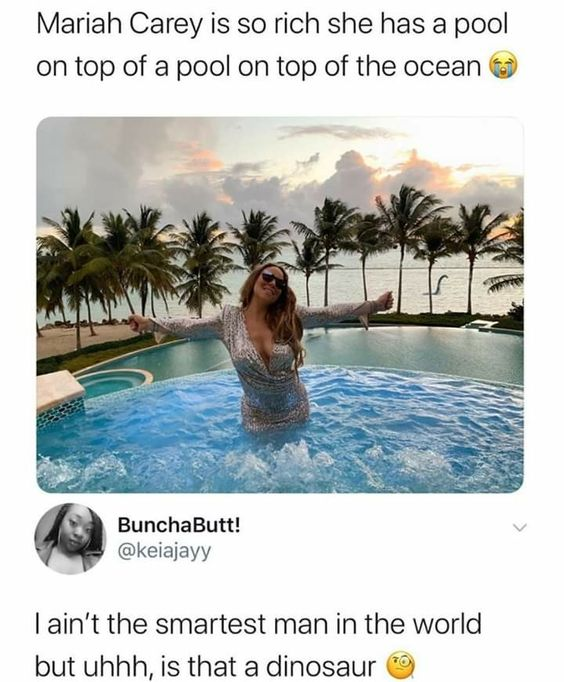 Mariah Carey is so rich she has a pool
on top of a pool on top of the ocean 😭
BunchaButt!
@keiajayy
I ain't the smartest man in the world
but uhhh, is that a dinosaur 🧐